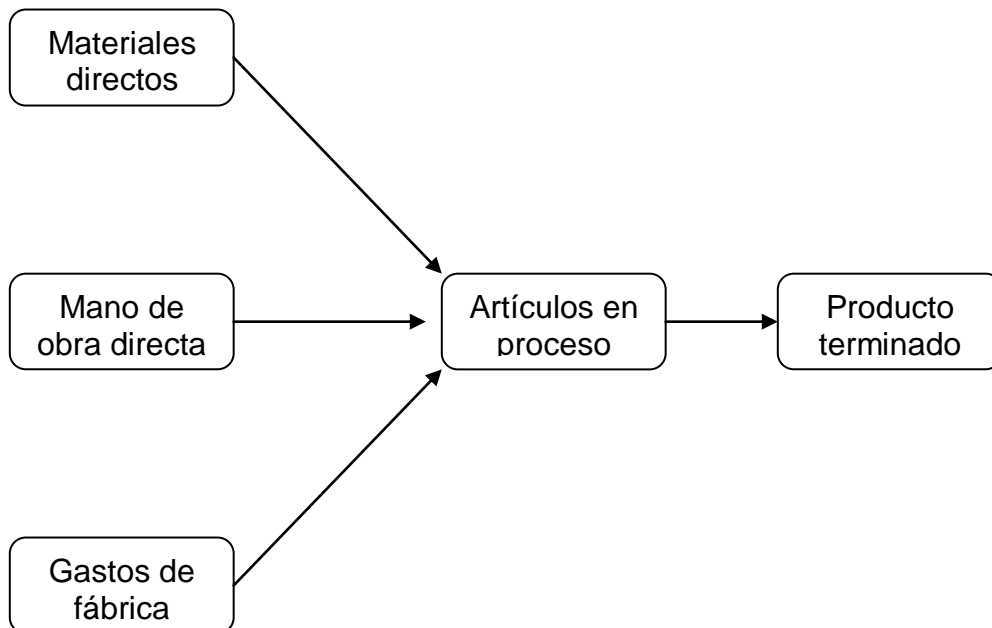 Materiales
directos
Mano de
obra directa
Artículos en
proceso
Producto
terminado
Gastos de
fábrica